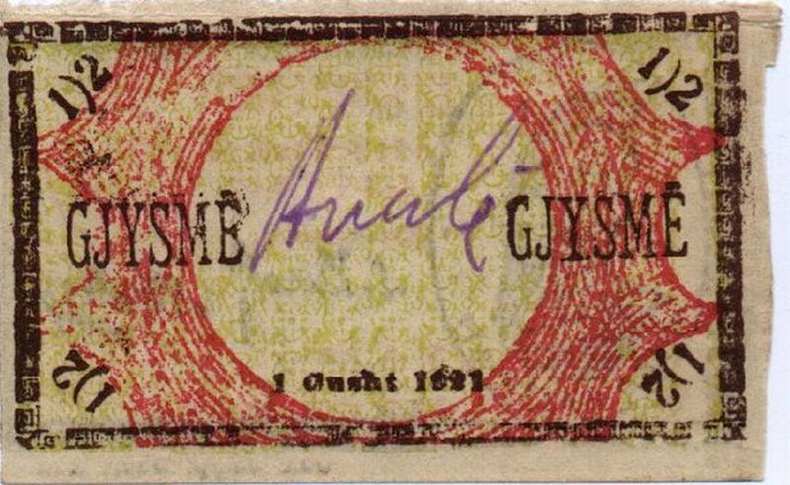 1)2 1)2
GJYSMË GJYSMË
1 Gusht 1921
1)2 1)2